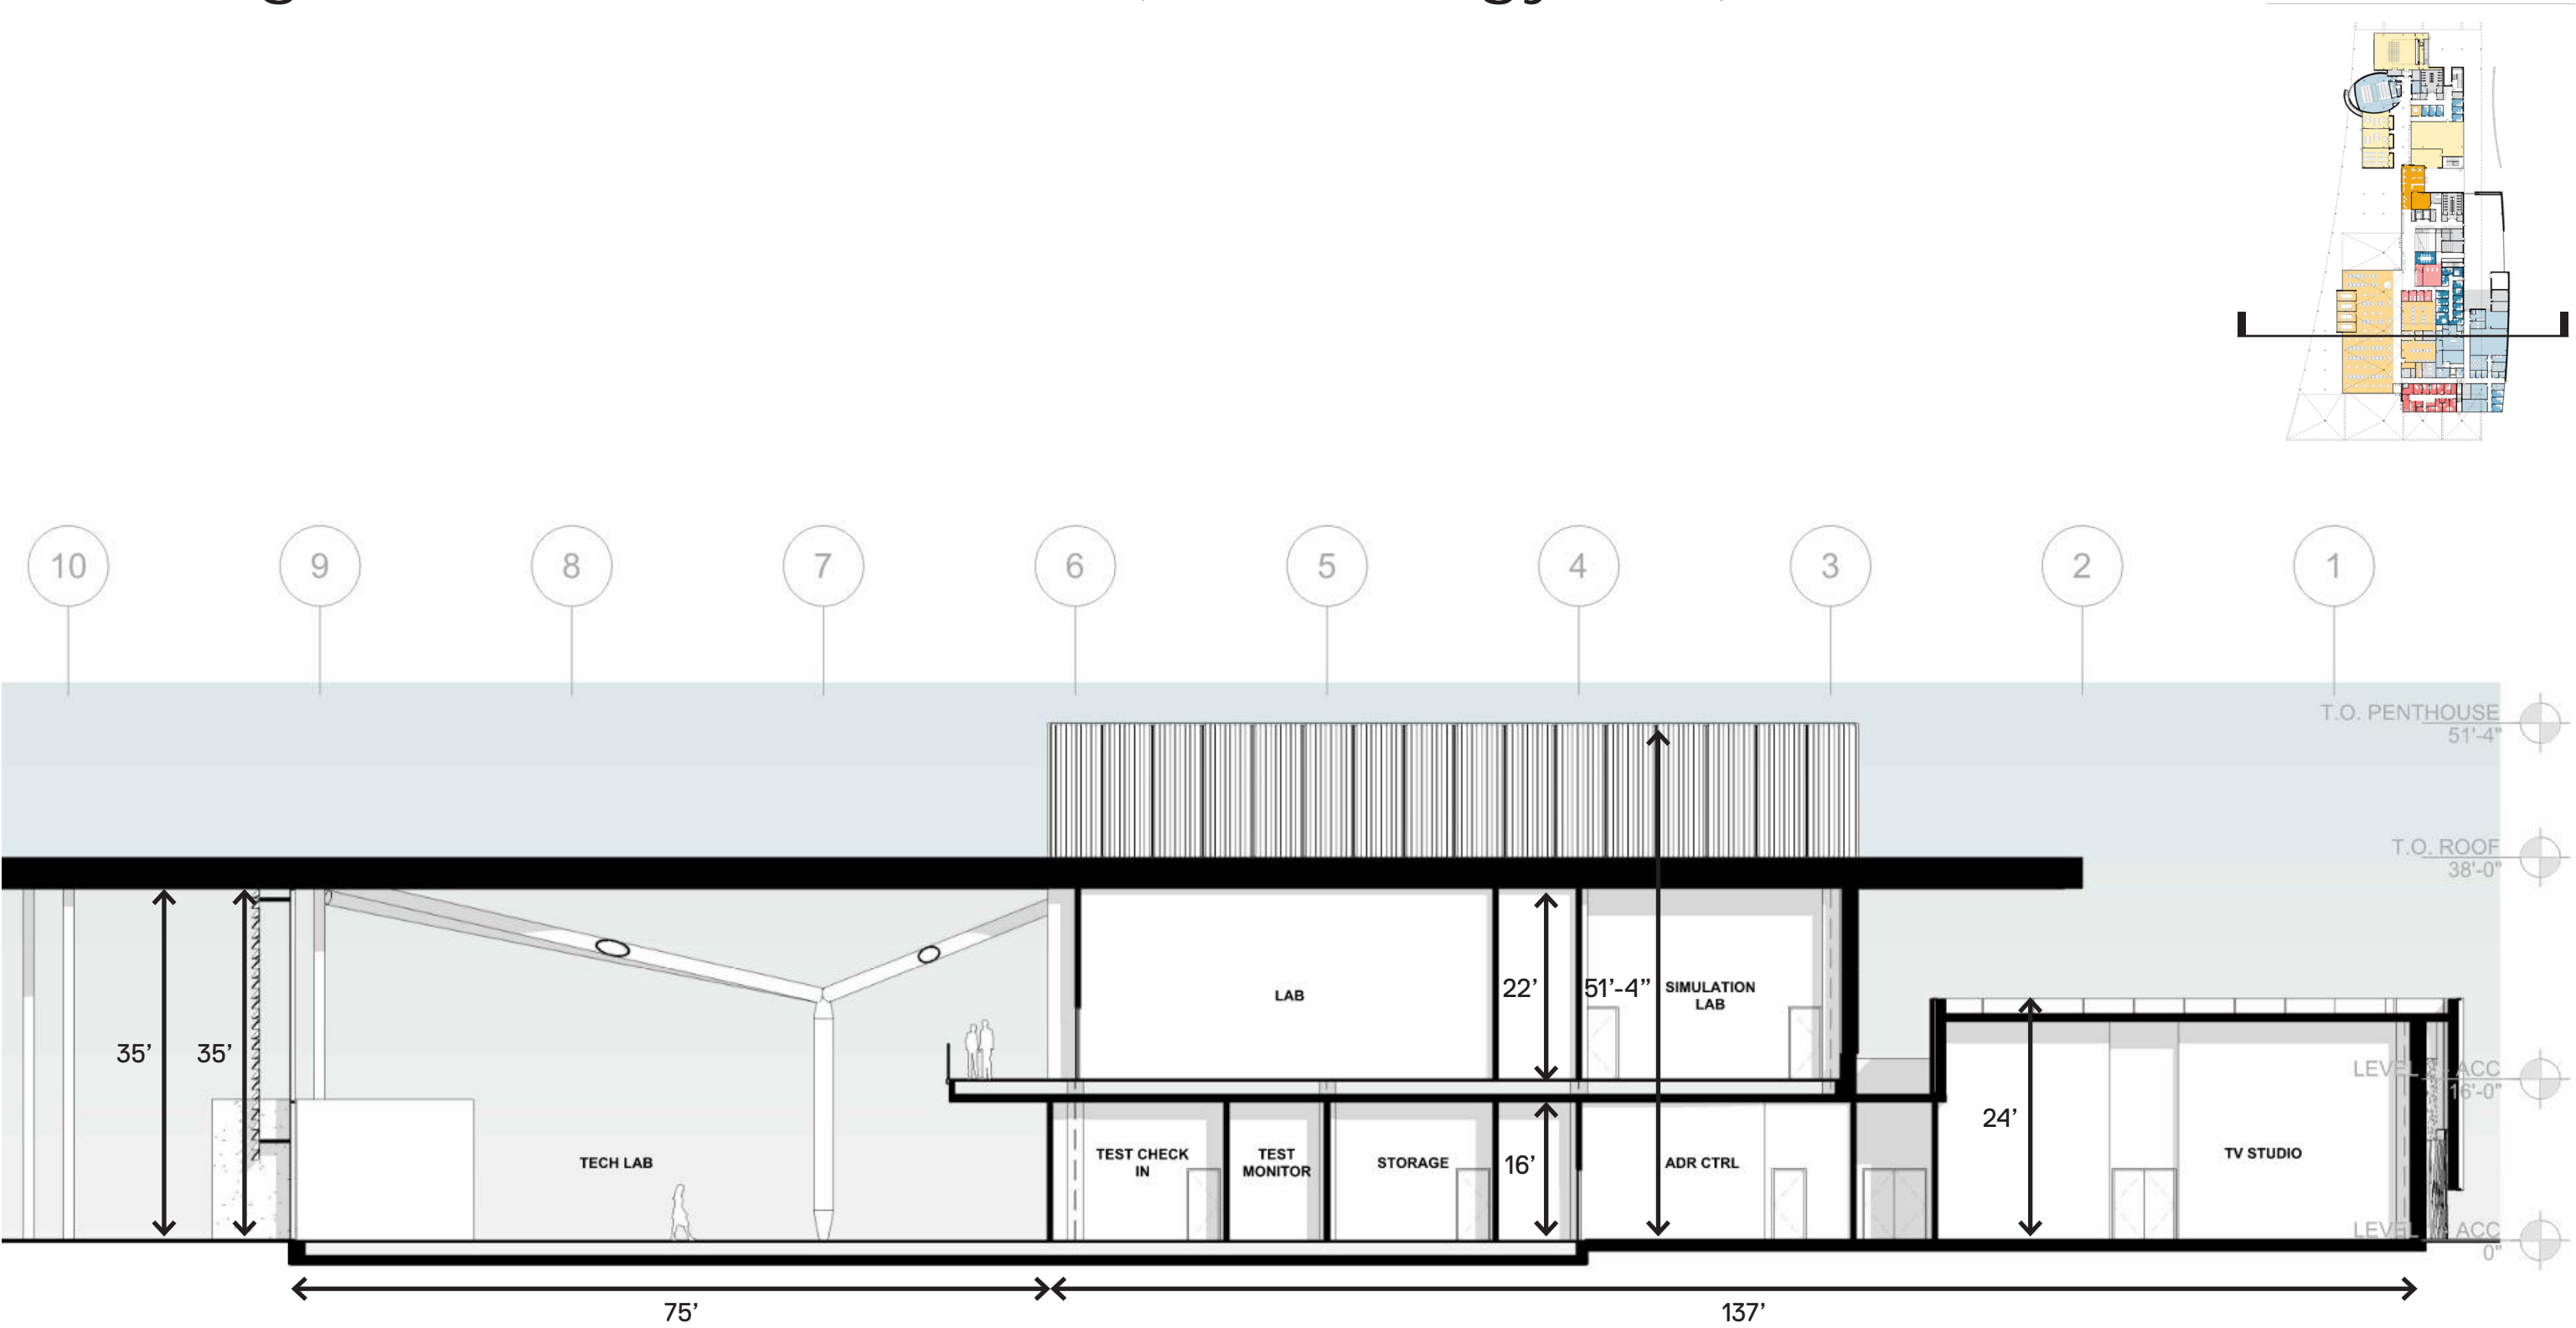 10
9
8
7
6
5
4
3
2
1
T.O. PENTHOUSE
51'-4"
T.O. ROOF
38'-0"
LAB
22’
51’-4”
SIMULATION
LAB
35’
35’
ACC
16'-0"
24’
TECH LAB
TEST CHECK
IN
TEST
MONITOR
STORAGE
16’
ADR CTRL
TV STUDIO
ACC
0"
75’
137’